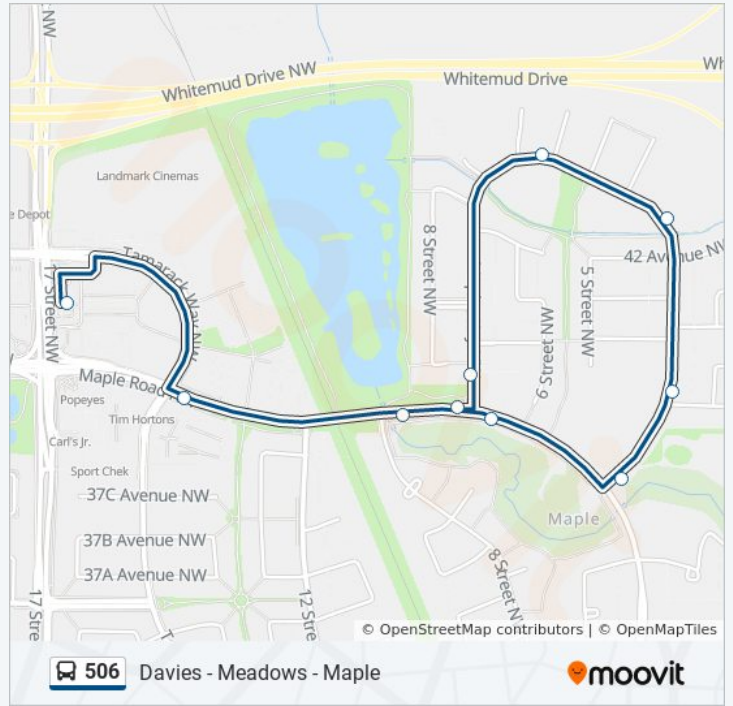 NW
Whitemud Drive NW
Whitemud Drive
Wh
Landmark Cinemas
e Depot
8 Street NW
42 Avenue NW
Tamarack Way NW
17 Street NW
5 Street NW
6 Street NW
Maple Road
Popeyes
Tim Hortons
Carl's Jr.
Sport Chek
37C Avenue NW
Maple
37B Avenue NW
37A Avenue NW
8 Street NW
17 Stre
12 Stre
T
© OpenStreetMap contributors | © OpenMapTiles
506 Davies - Meadows - Maple
moovit